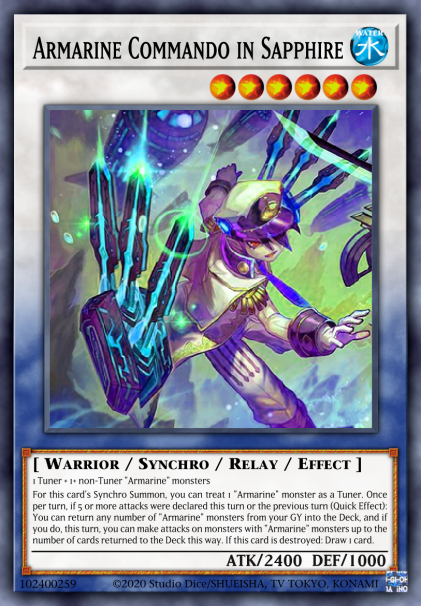 ARMARINE COMMANDO IN SAPPHIRE
WATER
水
[ WARRIOR / SYNCHRO / RELAY / EFFECT ]
1 Tuner + 1+ non-Tuner "Armarine" monsters
For this card's Synchro Summon, you can treat 1 "Armarine" monster as a Tuner. Once
per turn, if 5 or more attacks were declared this turn or the previous turn (Quick Effect):
You can return any number of "Armarine" monsters from your GY into the Deck, and if
you do, this turn, you can make attacks on monsters with "Armarine" monsters up to the
number of cards returned to the Deck this way. If this card is destroyed: Draw 1 card.
ATK/2400 DEF/1000
102400259 ©2020 Studio Dice/SHUEISHA, TV TOKYO, KONAMI